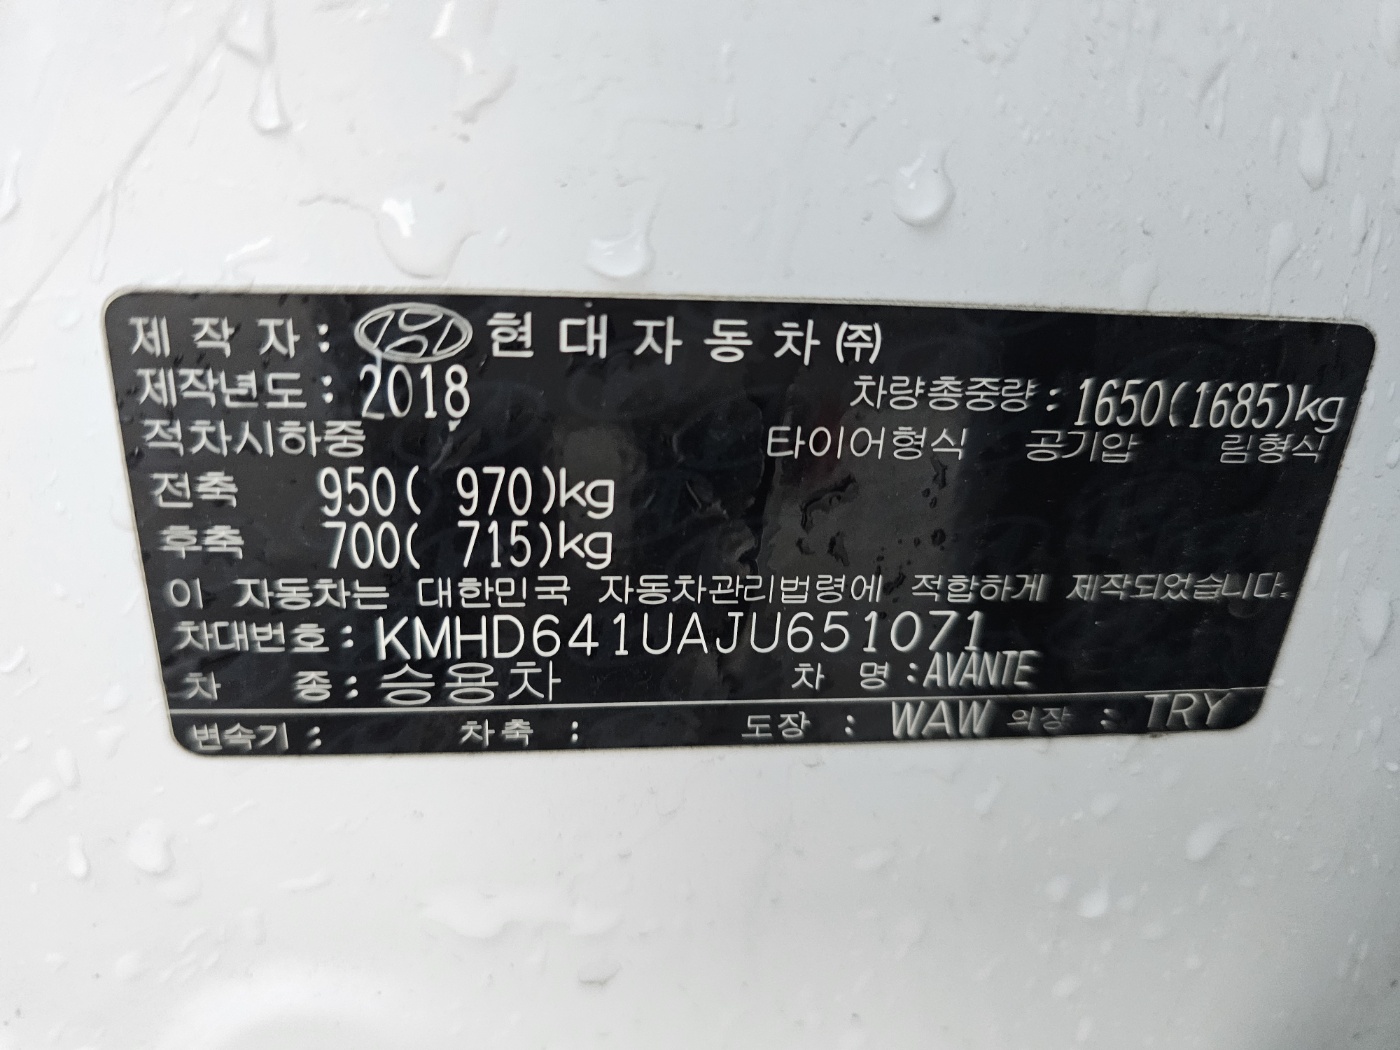 제 작 자 : 현 대 자 동 차 ㈜
제작년도 : 2018
차량총중량 : 1650(1685)kg
적차시하중
타이어형식 공기압 림형식
전축 950( 970)kg
후축 700( 715)kg
이 자동차는 대한민국 자동차관리법령에 적합하게 제작되었습니다.
차대번호 : KMHD641UAJU651071
차 종 : 승용차 차 명 : AVANTE
변속기 : 차축 : 도장 : WAW 의장 : TRY